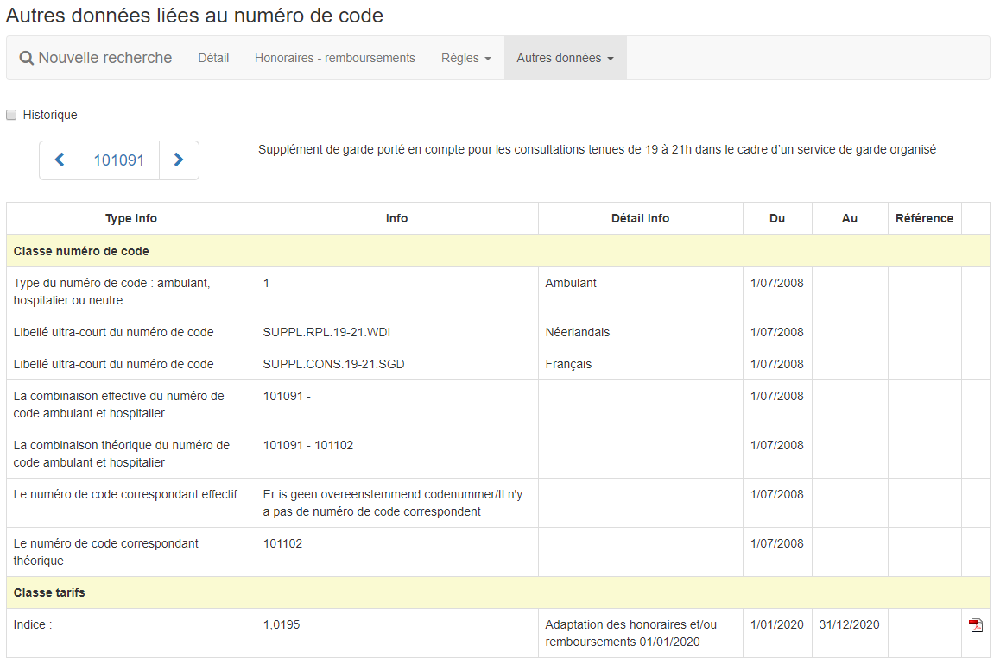 Autres données liées au numéro de code
Nouvelle recherche Détail Honoraires - remboursements Règles Autres données
Historique
101091
Supplément de garde porté en compte pour les consultations tenues de 19 à 21h dans le cadre d'un service de garde organisé
Type Info Info Détail Info Du Au Référence
Classe numéro de code
Type du numéro de code : ambulant, 1 Ambulant 1/07/2008
hospitalier ou neutre
Libellé ultra-court du numéro de code SUPPL.RPL.19-21.WDI Néerlandais 1/07/2008
Libellé ultra-court du numéro de code SUPPL.CONS.19-21.SGD Français 1/07/2008
La combinaison effective du numéro de 101091 - 1/07/2008
code ambulant et hospitalier
La combinaison théorique du numéro de 101091 - 101102 1/07/2008
code ambulant et hospitalier
Le numéro de code correspondant effectif Er is geen overeenstemmend codenummer/Il n'y 1/07/2008
a pas de numéro de code correspondent
Le numéro de code correspondant 101102 1/07/2008
théorique
Classe tarifs
Indice : 1,0195 Adaptation des honoraires et/ou 1/01/2020 31/12/2020
remboursements 01/01/2020